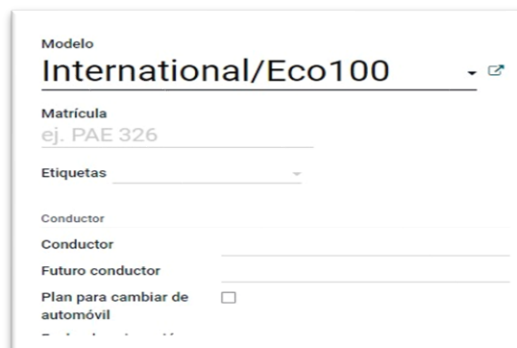 Modelo
International/Eco100
Matrícula
ej. PAE 326
Etiquetas
Conductor
Conductor
Futuro conductor
Plan para cambiar de
automóvil